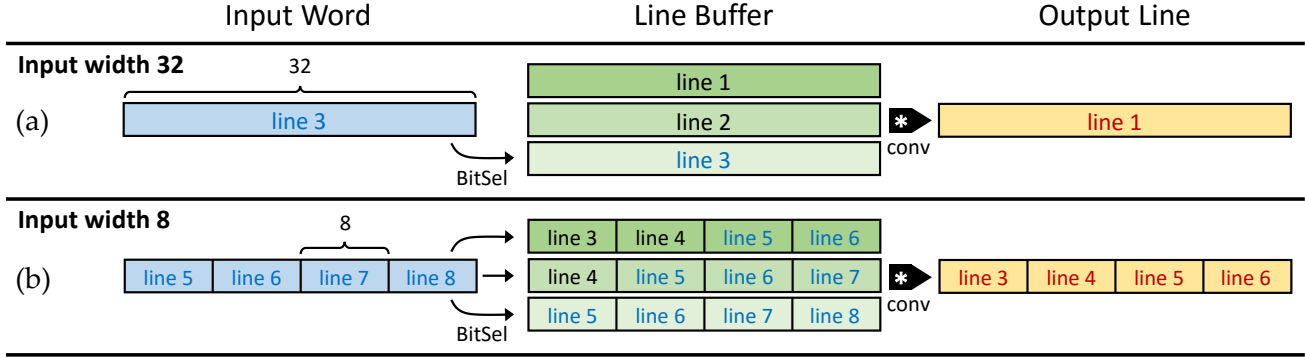 Input Word Line Buffer Output Line
Input width 32
32
(a)
line 3
BitSel
line 1
line 2
line 3
* conv
line 1
Input width 8
8
(b)
line 5 line 6 line 7 line 8
BitSel
line 3 line 4 line 5 line 6
line 4 line 5 line 6 line 7
line 5 line 6 line 7 line 8
* conv
line 3 line 4 line 5 line 6